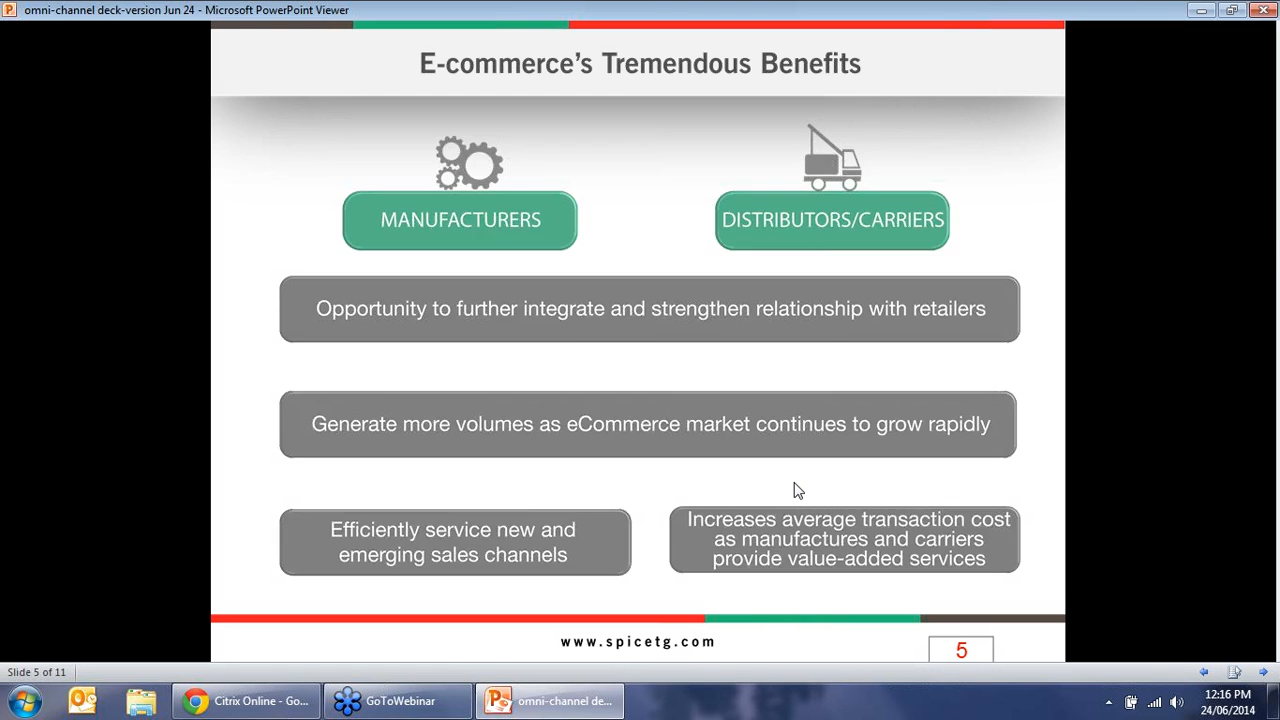 omni-channel deck-version Jun 24 - Microsoft PowerPoint Viewer
E-commerce's Tremendous Benefits
MANUFACTURERS
DISTRIBUTORS/CARRIERS
Opportunity to further integrate and strengthen relationship with retailers
Generate more volumes as eCommerce market continues to grow rapidly
Efficiently service new and
emerging sales channels
Increases average transaction cost
as manufactures and carriers
provide value-added services
www.spicetg.com
5
Slide 5 of 11
Citrix Online - Go...
GoToWebinar
omni-channel de...
12:16 PM
24/06/2014